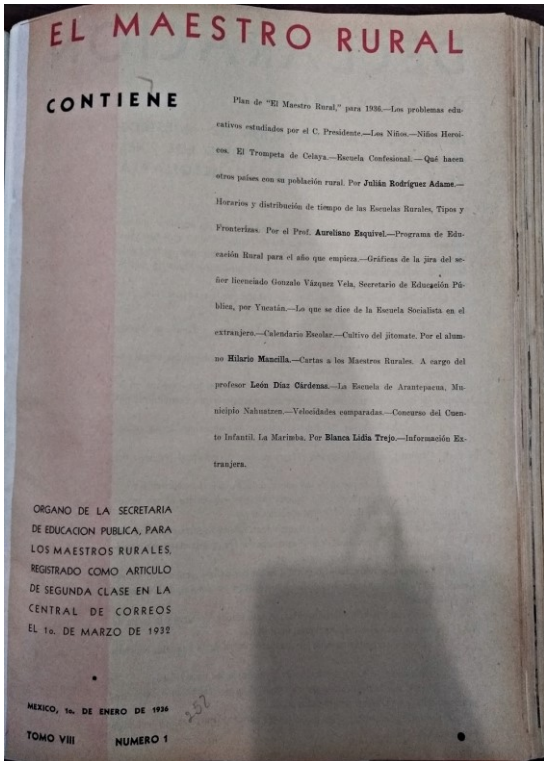 EL MAESTRO RURAL
CONTIENE
Plan de "El Maestro Rural," para 1936.—Los problemas edu-
cativos estudiados por el C. Presidente.—Los Niños.—Niños Heroi-
cos. El Trompeta de Celaya.—Escuela Confesional.—Qué hacen
otros países con su población rural. Por Julián Rodríguez Adame.—
Horarios y distribución de tiempo de las Escuelas Rurales, Tipos y
Fronterizas. Por el Prof. Aureliano Esquivel.—Programa de Edu-
cación Rural para el año que empieza.—Gráficas de la jira del se-
ñor licenciado Gonzalo Vázquez Vela, Secretario de Educación Pú-
blica, por Yucatán.—Lo que se dice de la Escuela Socialista en el
extranjero.—Calendario Escolar.—Cultivo del jitomate. Por el alum-
no Hilario Mancilla.—Cartas a los Maestros Rurales. A cargo del
profesor León Díaz Cárdenas.—La Escuela de Arantepacua, Mu-
nicipio Nahuatzen.—Velocidades comparadas.—Concurso del Cuen-
to Infantil. La Marimba. Por Blanca Lidia Trejo.—Información Ex-
tranjera.
ORGANO DE LA SECRETARIA
DE EDUCACION PUBLICA, PARA
LOS MAESTROS RURALES.
REGISTRADO COMO ARTICULO
DE SEGUNDA CLASE EN LA
CENTRAL DE CORREOS
EL 1o. DE MARZO DE 1932
MEXICO, 1o. DE ENERO DE 1936
257
TOMO VIII NUMERO 1